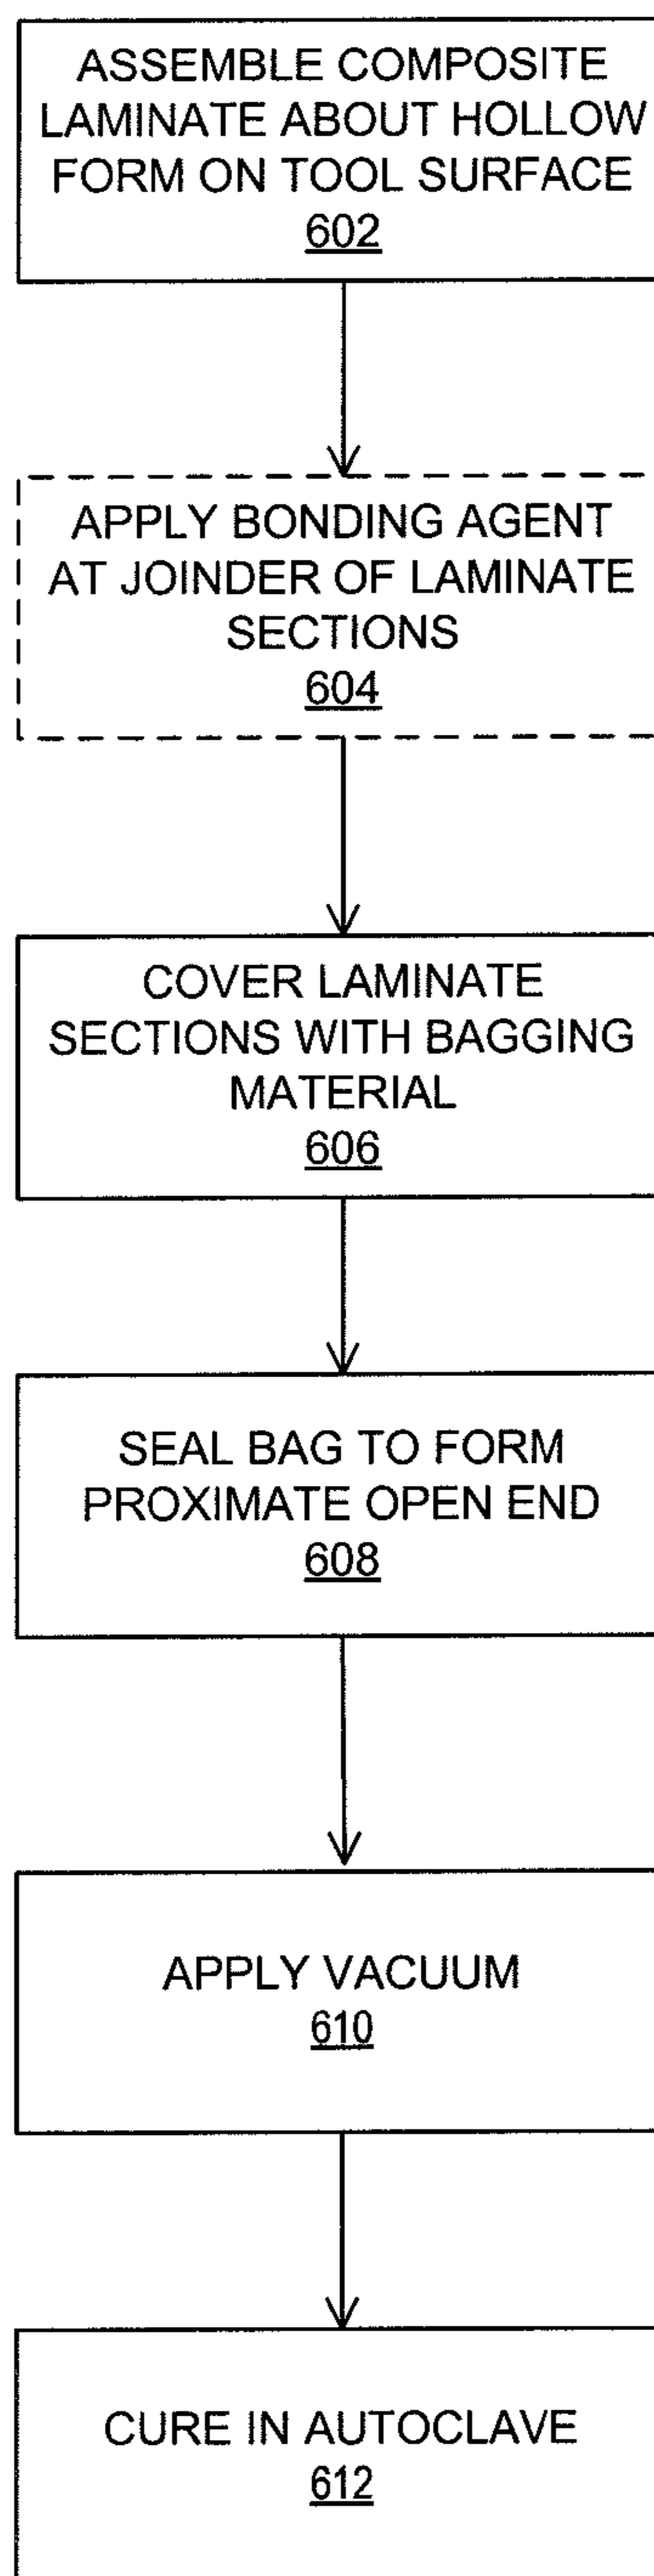 ASSEMBLE COMPOSITE
LAMINATE ABOUT HOLLOW
FORM ON TOOL SURFACE
602
APPLY BONDING AGENT
AT JOINDER OF LAMINATE
SECTIONS
604
COVER LAMINATE
SECTIONS WITH BAGGING
MATERIAL
606
SEAL BAG TO FORM
PROXIMATE OPEN END
608
APPLY VACUUM
610
CURE IN AUTOCLAVE
612